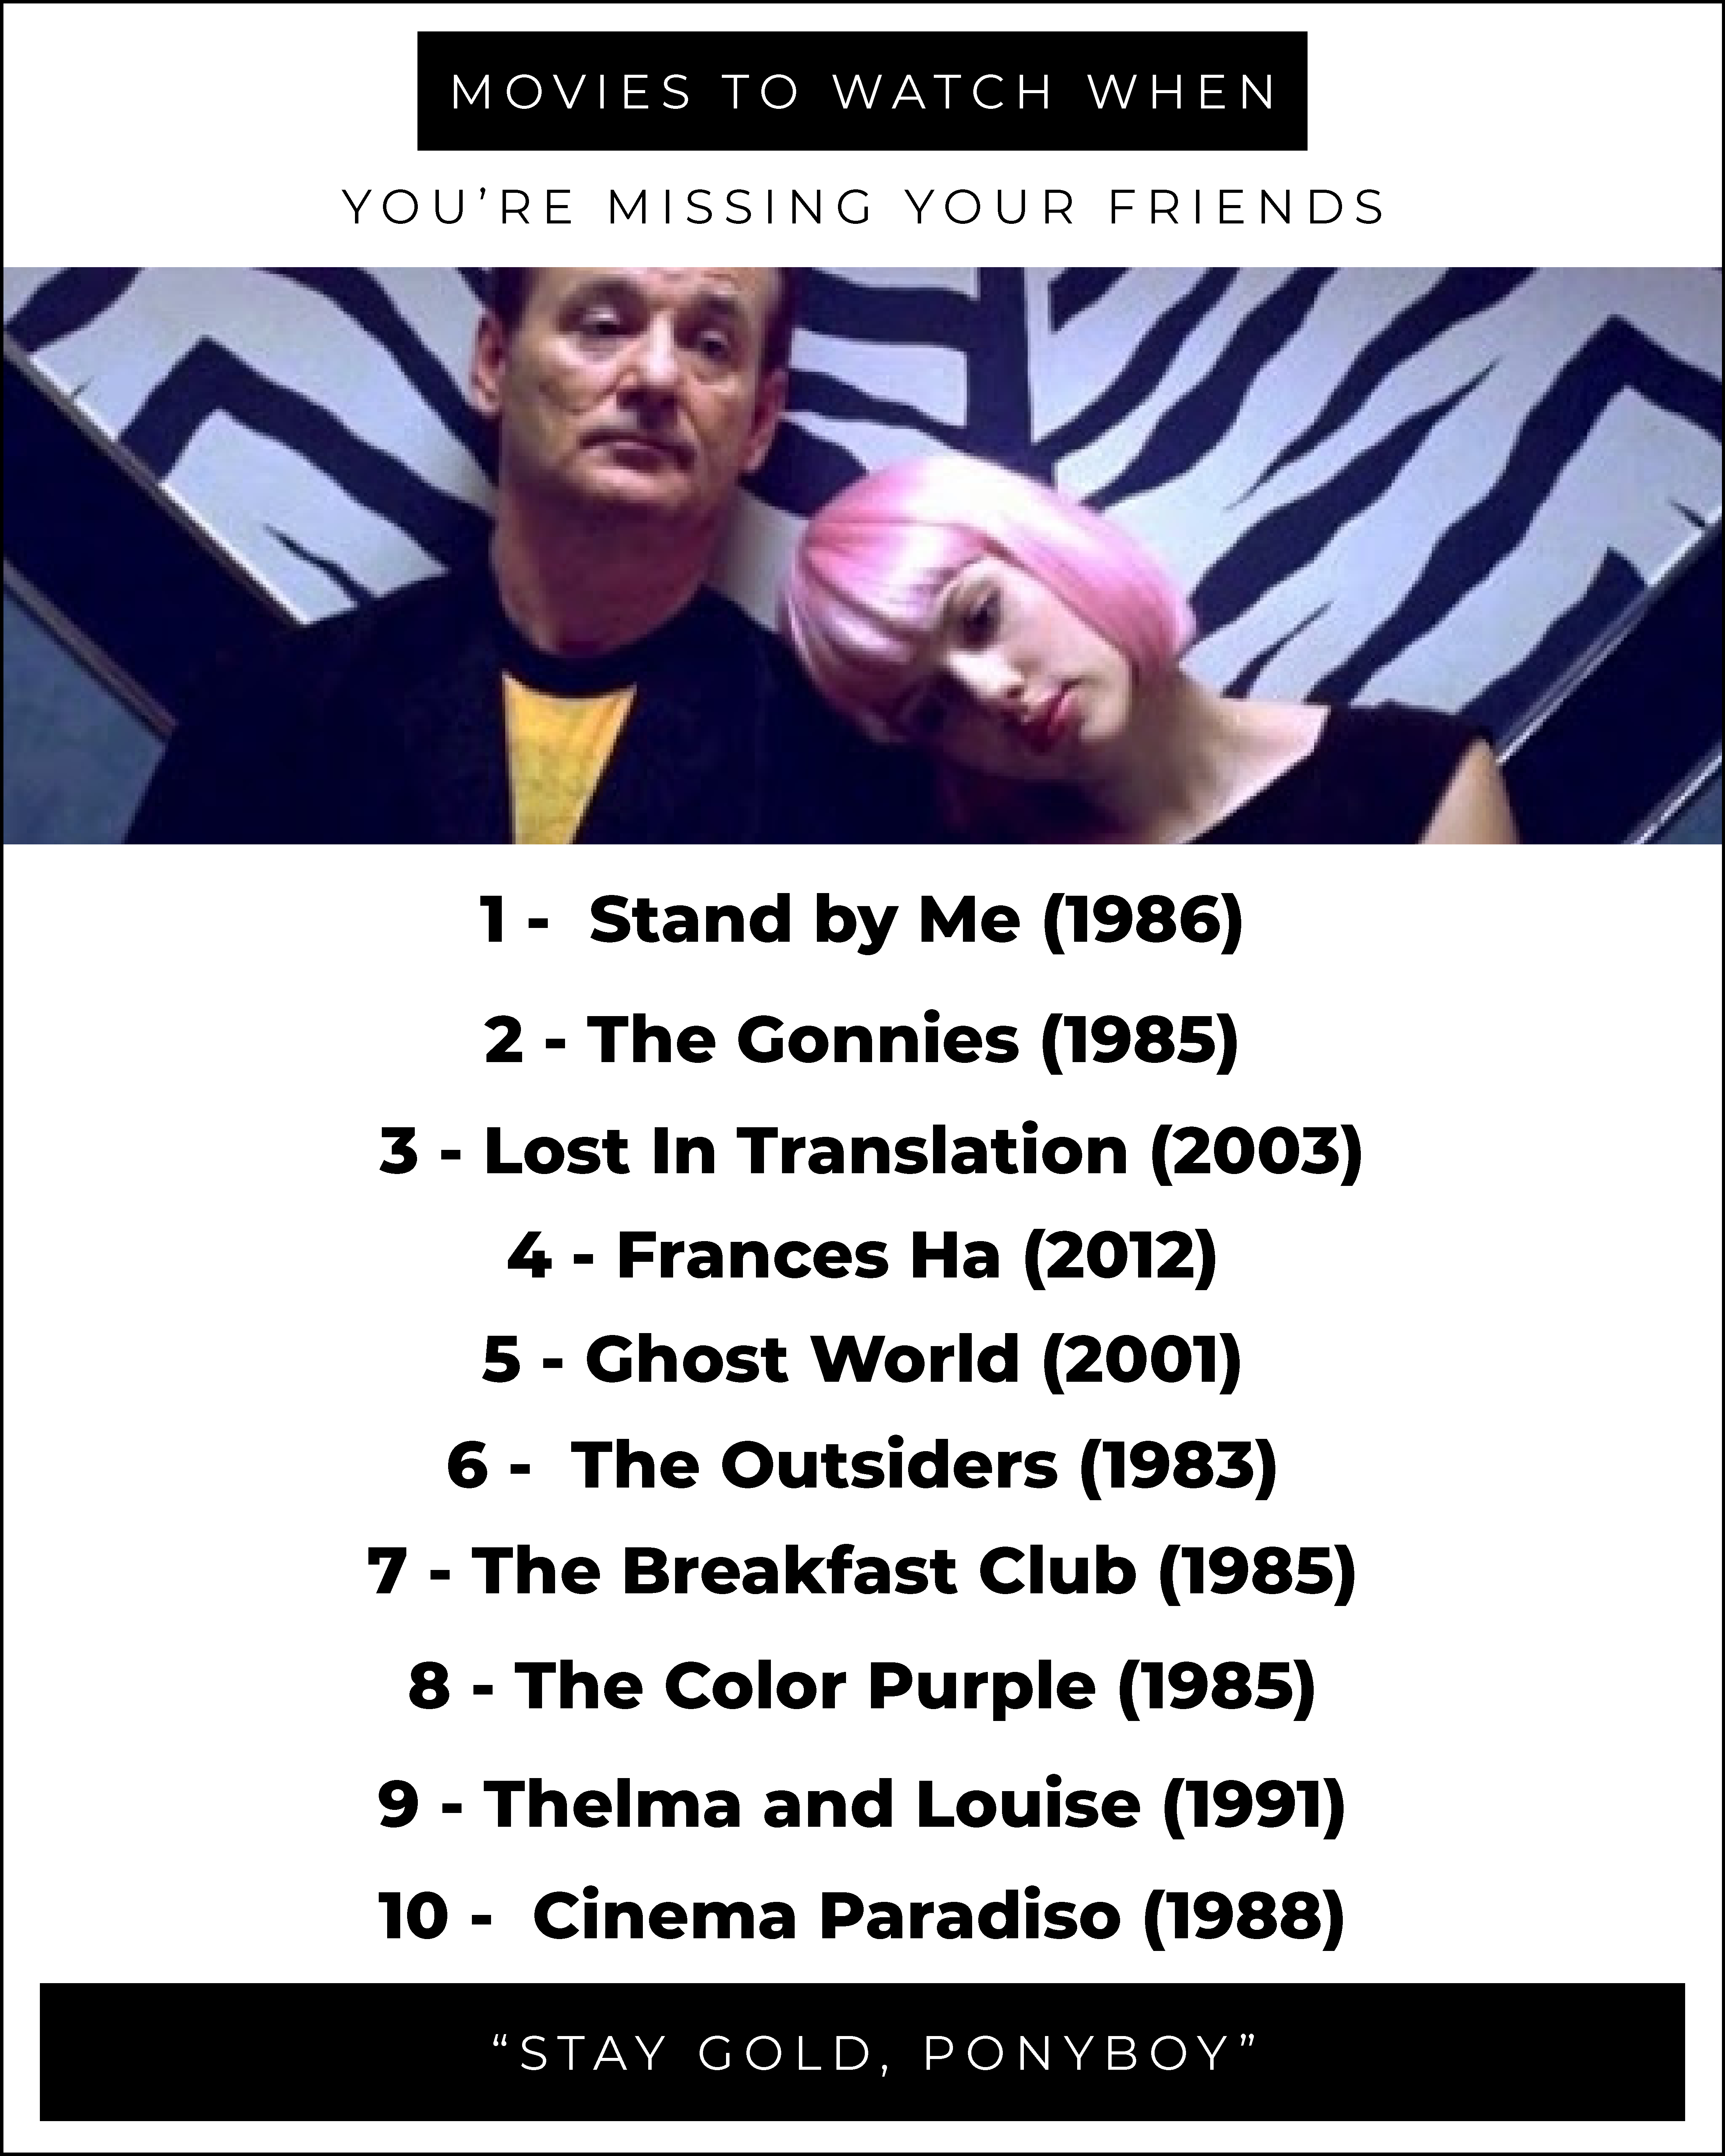 MOVIES TO WATCH WHEN
YOU’RE MISSING YOUR FRIENDS
1 - Stand by Me (1986)
2 - The Gonnies (1985)
3 - Lost In Translation (2003)
4 - Frances Ha (2012)
5 - Ghost World (2001)
6 - The Outsiders (1983)
7 - The Breakfast Club (1985)
8 - The Color Purple (1985)
9 - Thelma and Louise (1991)
10 - Cinema Paradiso (1988)
“STAY GOLD, PONYBOY”